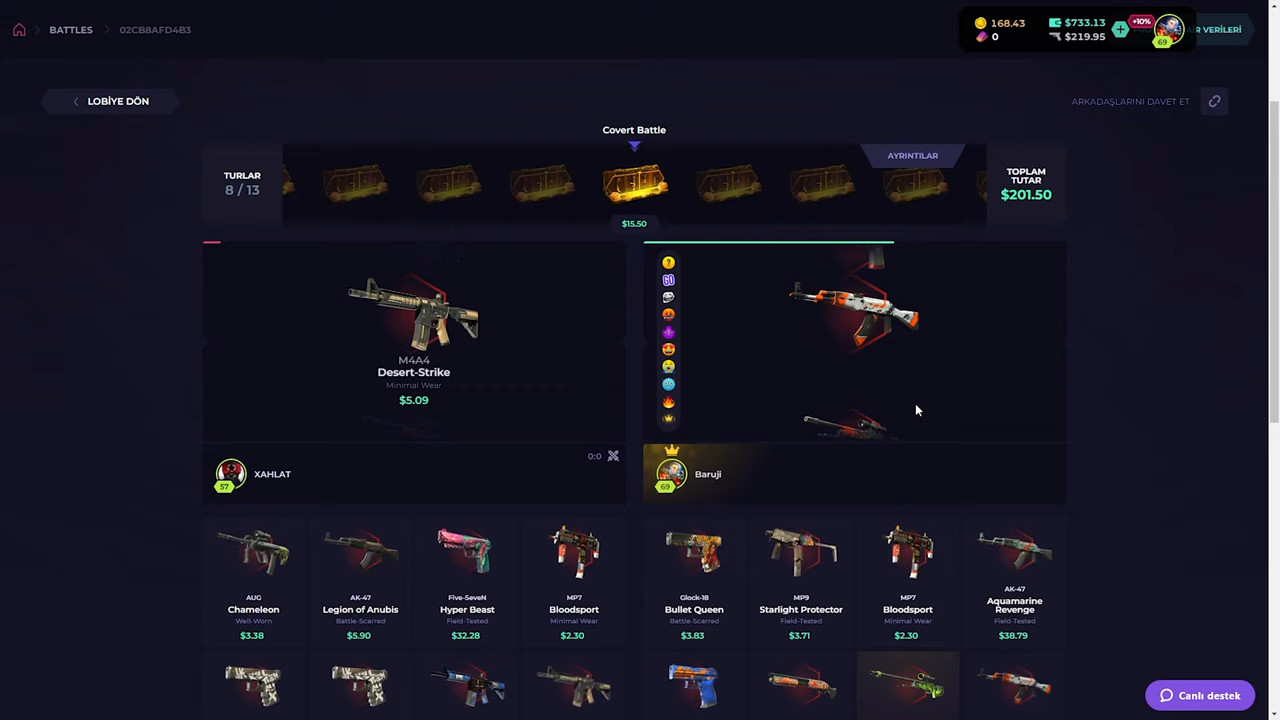 BATTLES
02CB8AFD4B3
168.43
0
$733.13
$219.95
+10%
69
İR VERİLERİ
LOBİYE DÖN
ARKADAŞLARINI DAVET ET
Covert Battle
TURLAR
8 / 13
AYRINTILAR
TOPLAM
TUTAR
$201.50
$15.50
GO
M4A4
Desert-Strike
Minimal Wear
$5.09
57
XAHLAT
0:0
69
Baruji
AUG
Chameleon
Well-Worn
$3.38
AK-47
Legion of Anubis
Battle-Scarred
$5.90
Five-SeveN
Hyper Beast
Field-Tested
$32.28
MP7
Bloodsport
Minimal Wear
$2.30
Glock-18
Bullet Queen
Battle-Scarred
$3.83
MP9
Starlight Protector
Field-Tested
$3.71
MP7
Bloodsport
Minimal Wear
$2.30
AK-47
Aquamarine
Revenge
Field-Tested
$38.79
Canlı destek